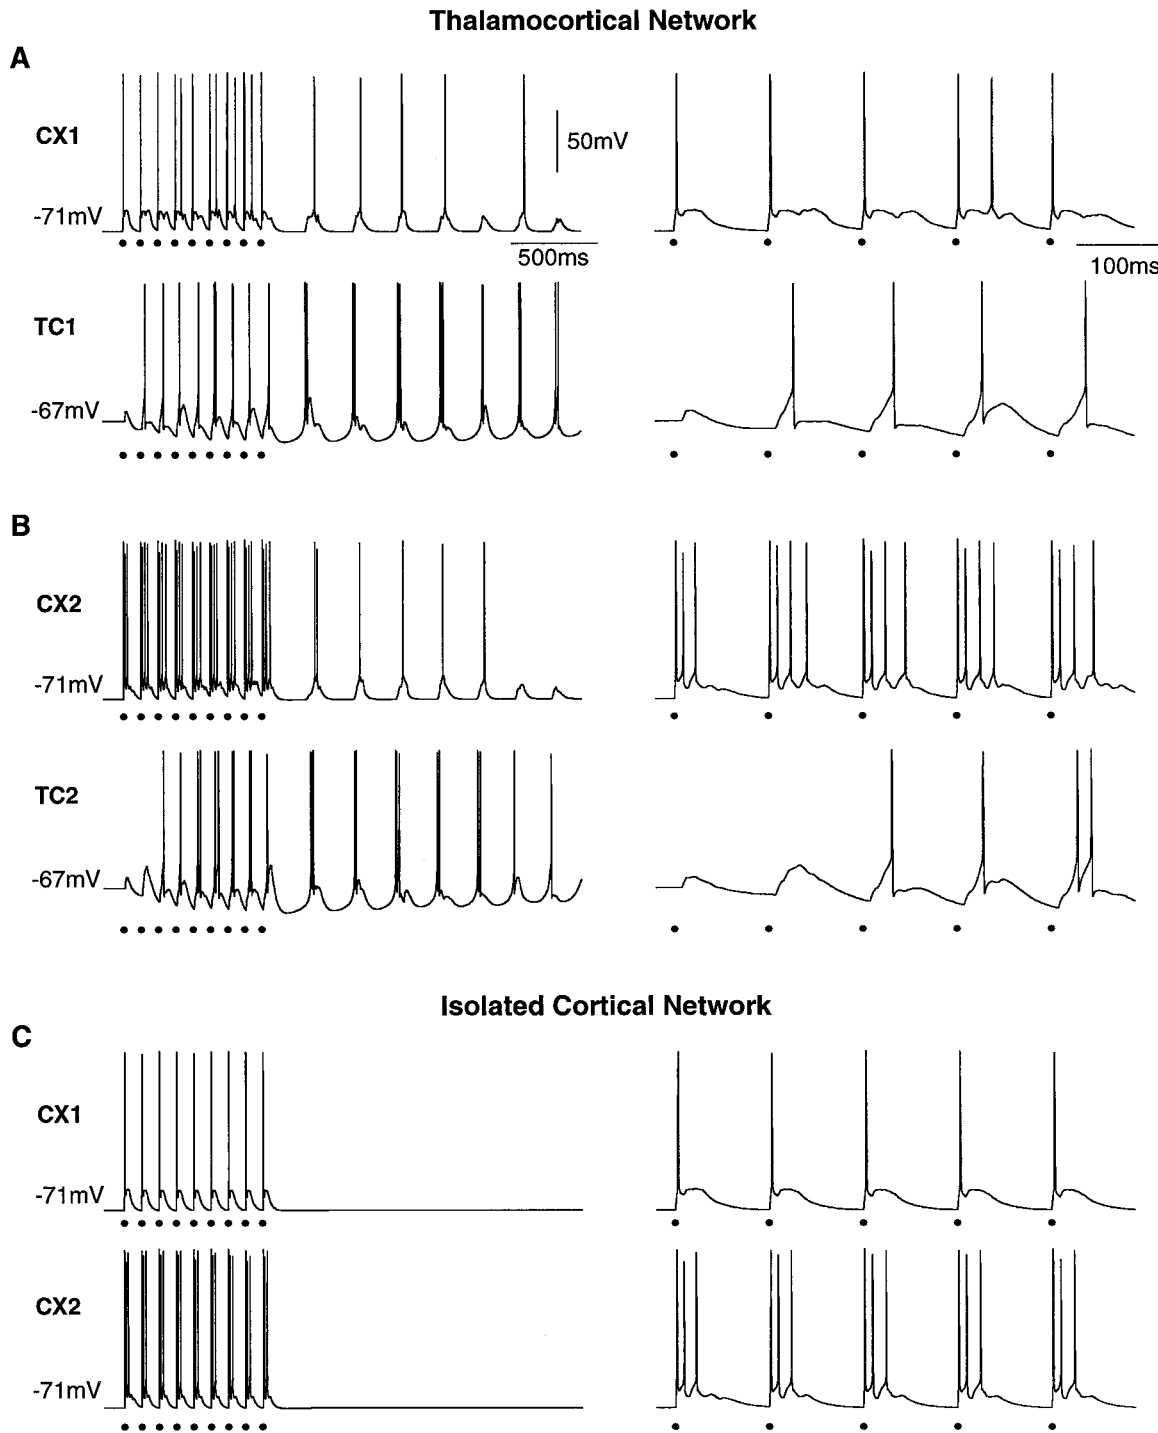 Thalamocortical Network
A
CX1
50mV
-71mV
500ms
100ms
TC1
-67mV
B
CX2
-71mV
TC2
-67mV
Isolated Cortical Network
C
CX1
-71mV
CX2
-71mV